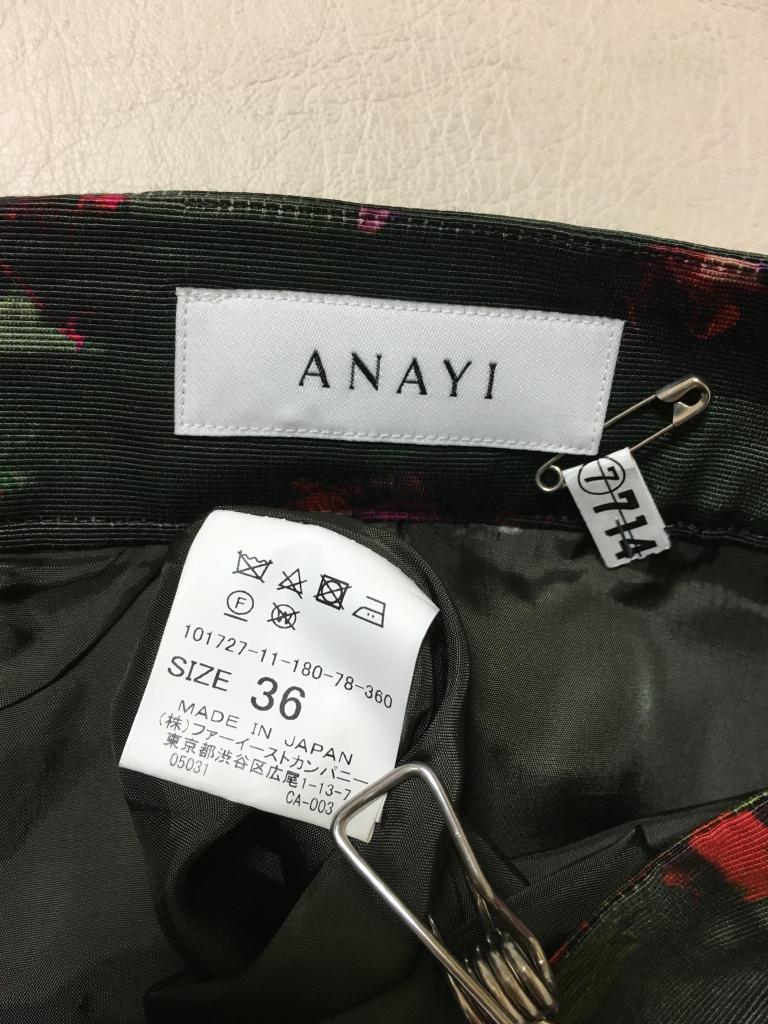 ANAYI
⑦714
F
W
101727-11-180-78-360
SIZE 36
MADE IN JAPAN
(株)ファーイーストカンパニー
東京都渋谷区広尾1-13-7
05031
CA-003